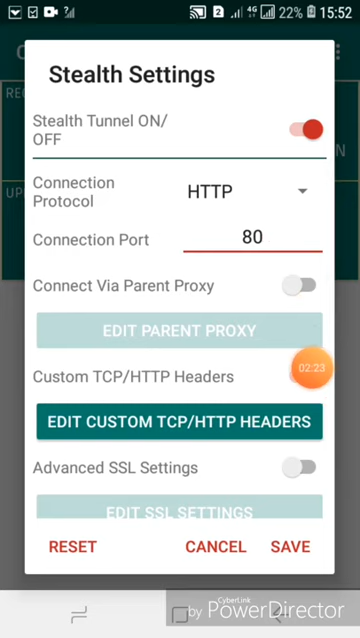 2 4G 22% 15:52
Stealth Settings
Stealth Tunnel ON/
OFF
Connection
Protocol
HTTP
Connection Port
80
Connect Via Parent Proxy
EDIT PARENT PROXY
02:23
Custom TCP/HTTP Headers
EDIT CUSTOM TCP/HTTP HEADERS
Advanced SSL Settings
EDIT SSL SETTINGS
RESET
CANCEL
SAVE
CyberLink
by PowerDirector